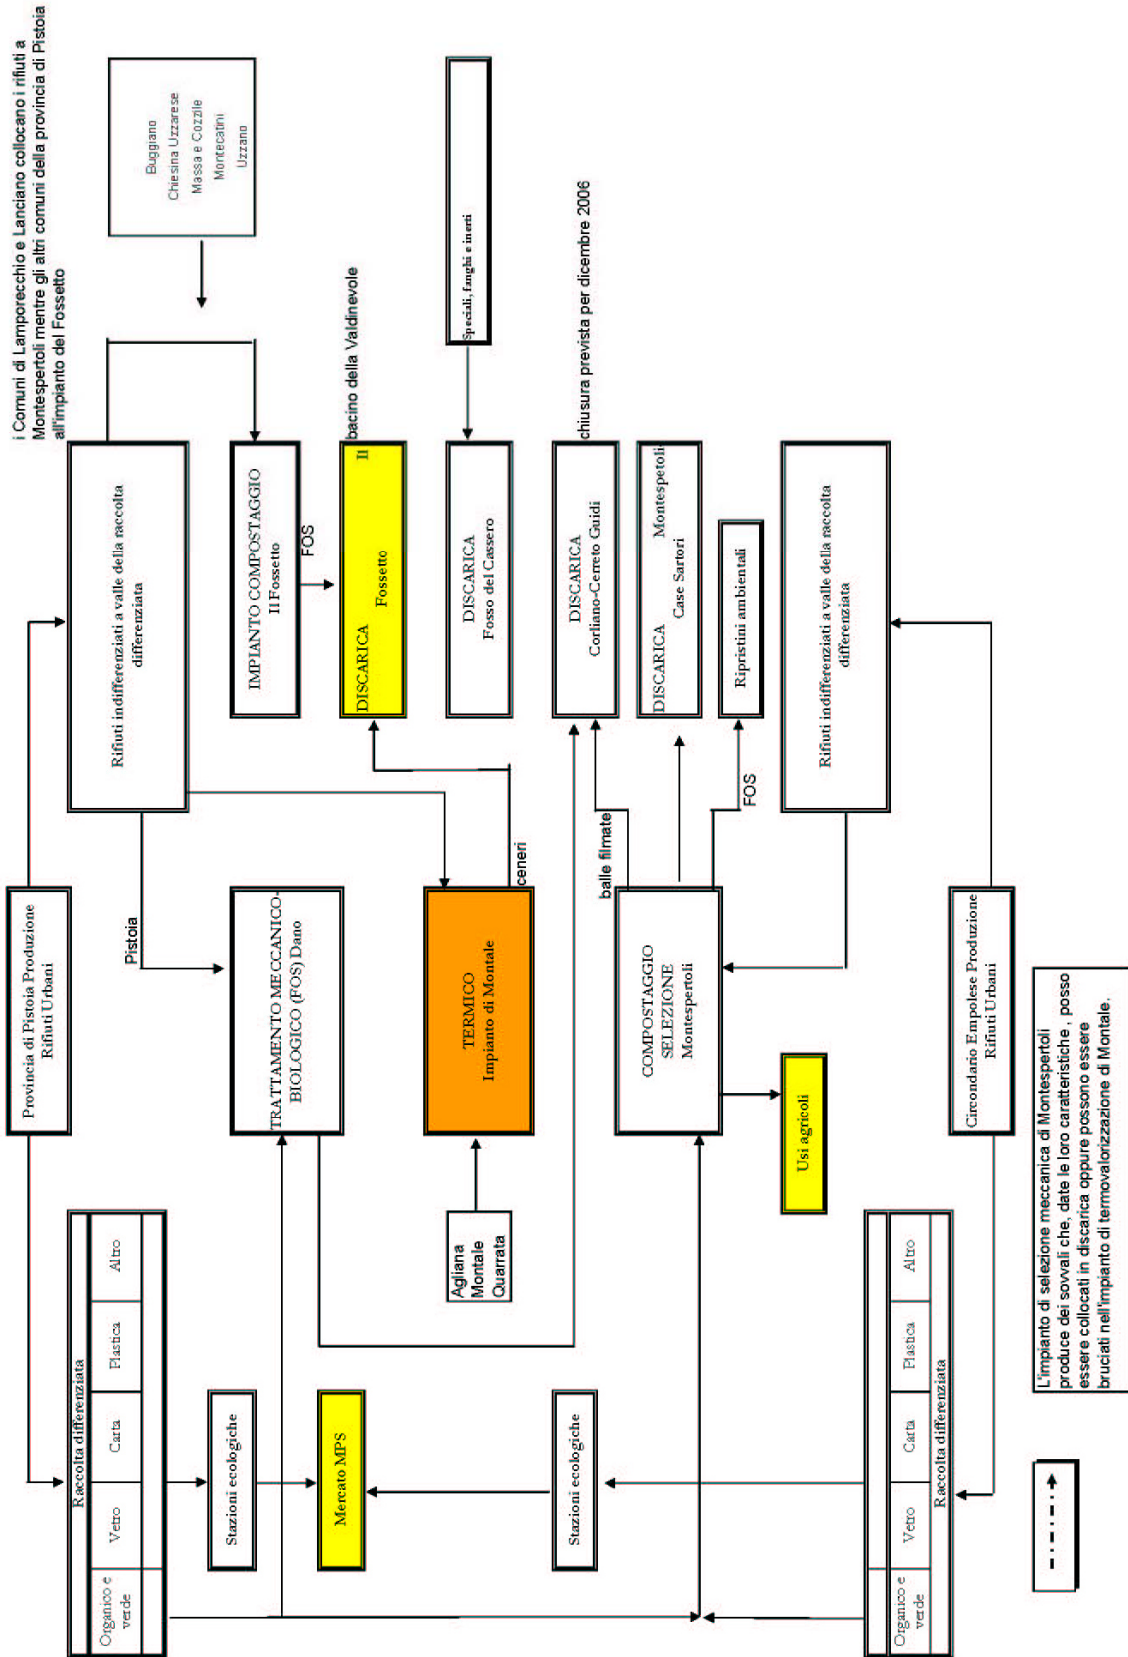 i Comuni di Lamporecchio e Lanciano collocano i rifiuti a
Montespertoli mentre gli altri comuni della provincia di Pistoia
all'impianto del Fossetto
Provincia di Pistoia Produzione
Rifiuti Urbani
Raccolta differenziata
Organico e
verde
Vetro
Carta
Plastica
Altro
Rifiuti indifferenziati a valle della raccolta
differenziata
Buggiano
Chiesina Uzzanese
Massa e Cozzile
Montecatini
Uzzano
Pistoia
Stazioni ecologiche
TRATTAMENTO MECCANICO-
BIOLOGICO (FOS) Dano
IMPIANTO COMPOSTAGGIO
Il Fossetto
FOS
Mercato MPS
DISCARICA Il
Fossetto
bacino della Valdinevole
Agliana
Montale
Quarrata
TERMICO
Impianto di Montale
ceneri
DISCARICA
Fosso del Cassero
Speciali, fanghi e inerti
Stazioni ecologiche
balle filmate
DISCARICA
Corliano-Cerreto Guidi
chiusura prevista per dicembre 2006
COMPOSTAGGIO
SELEZIONE
Montespertoli
DISCARICA Montespetoli
Case Sartori
Ripristini ambientali
FOS
Usi agricoli
Rifiuti indifferenziati a valle della raccolta
differenziata
Organico e
verde
Vetro
Carta
Plastica
Altro
Raccolta differenziata
Circondario Empolese Produzione
Rifiuti Urbani
L'impianto di selezione meccanica di Montespertoli
produce dei sovvali che, date le loro caratteristiche , posso
essere collocati in discarica oppure possono essere
bruciati nell'impianto di termovalorizzazione di Montale.